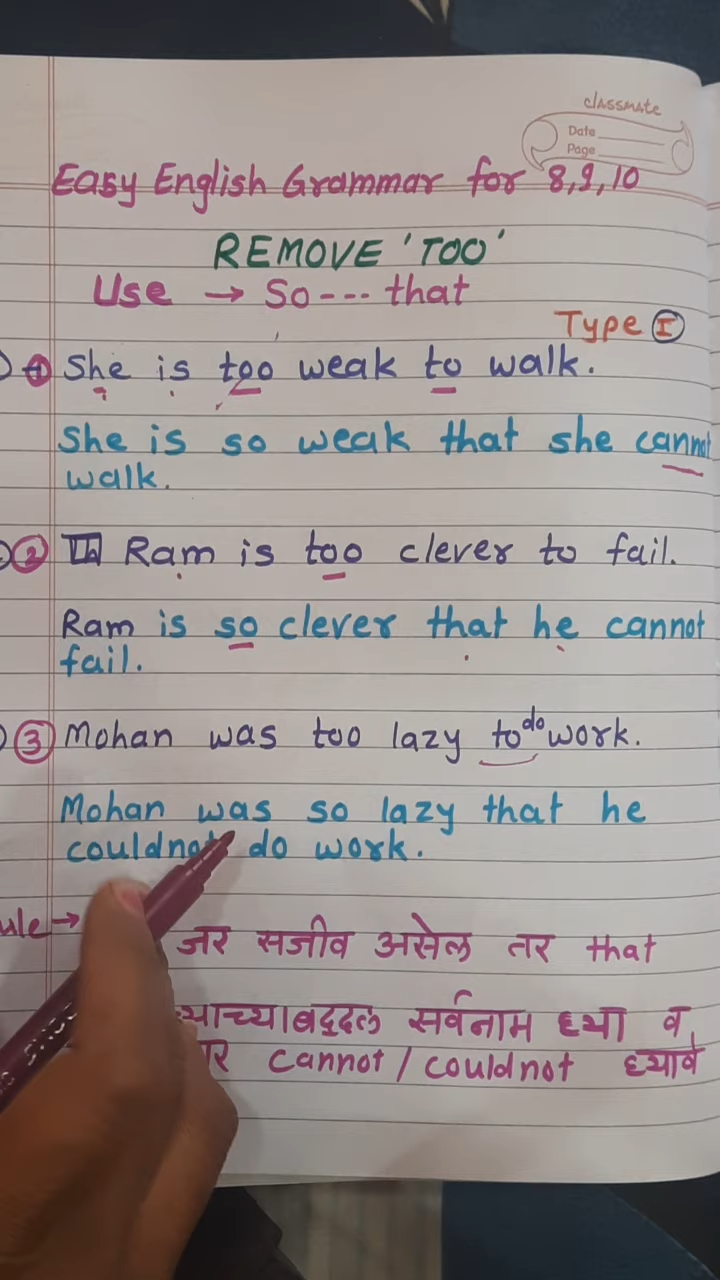 classmate
Date
Page
Easy English Grammar for 8,9,10
REMOVE 'TOO'
Use → So --- that
Type I
① She is too weak to walk.
She is so weak that she cannot
walk.
② Ram is too clever to fail.
Ram is so clever that he cannot
fail.
③ Mohan was too lazy to do work.
Mohan was so lazy that he
couldnot do work.
जर सजीव असेल तर that
सर्वनाम घ्या व
cannot / couldnot घ्यावे